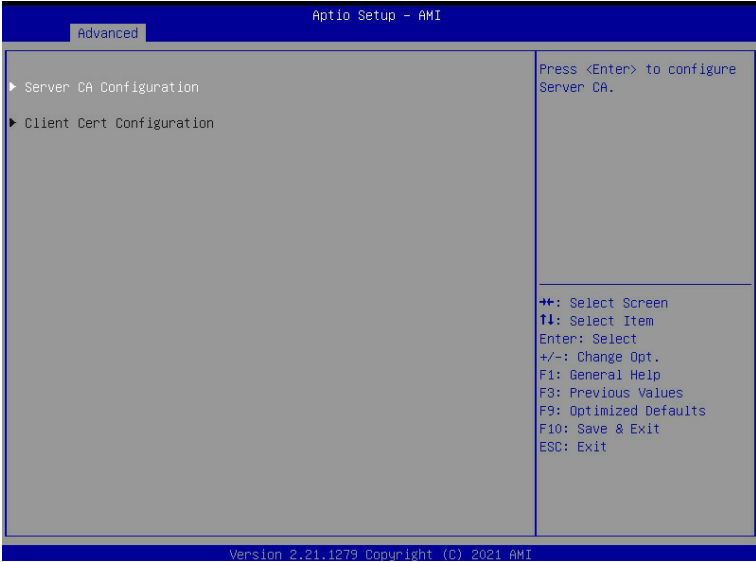 Aptio Setup – AMI
Advanced
▶ Server CA Configuration
▶ Client Cert Configuration
Press <Enter> to configure
Server CA.
→←: Select Screen
↑↓: Select Item
Enter: Select
+/-: Change Opt.
F1: General Help
F3: Previous Values
F9: Optimized Defaults
F10: Save & Exit
ESC: Exit
Version 2.21.1279 Copyright (C) 2021 AMI